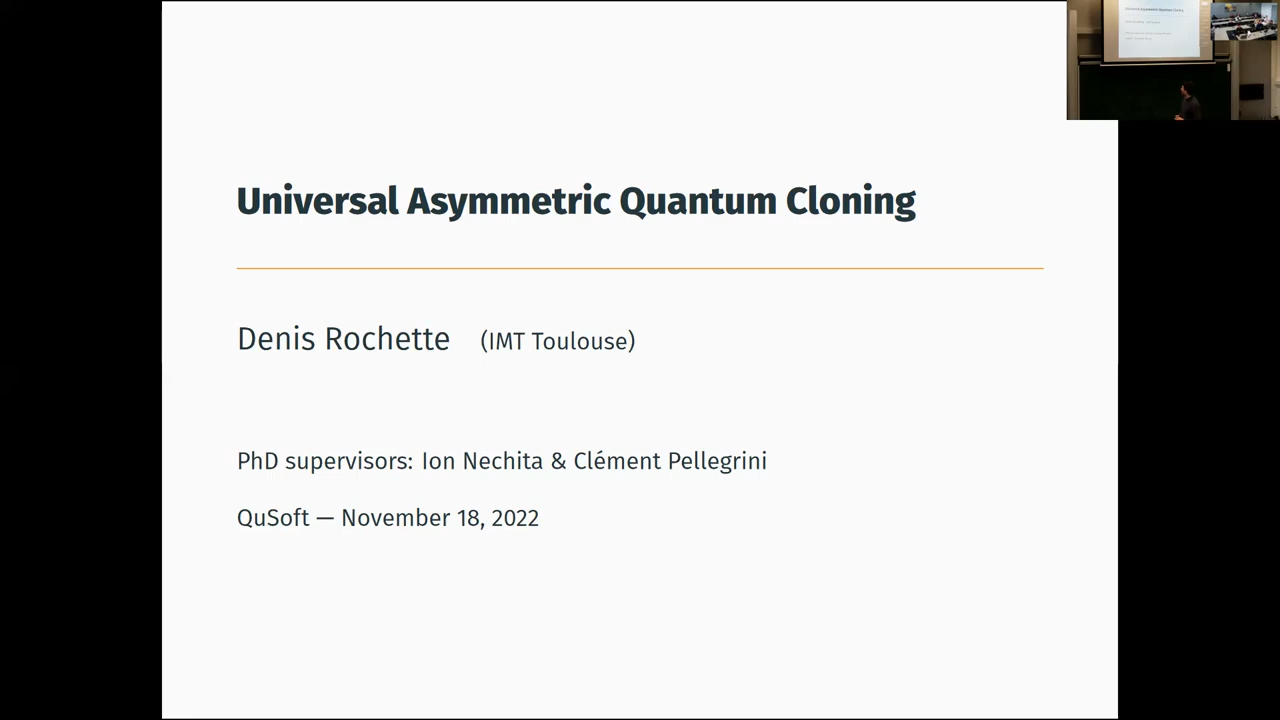 Universal Asymmetric Quantum Cloning
Denis Rochette (IMT Toulouse)
PhD supervisors: Ion Nechita & Clément Pellegrini
QuSoft — November 18, 2022